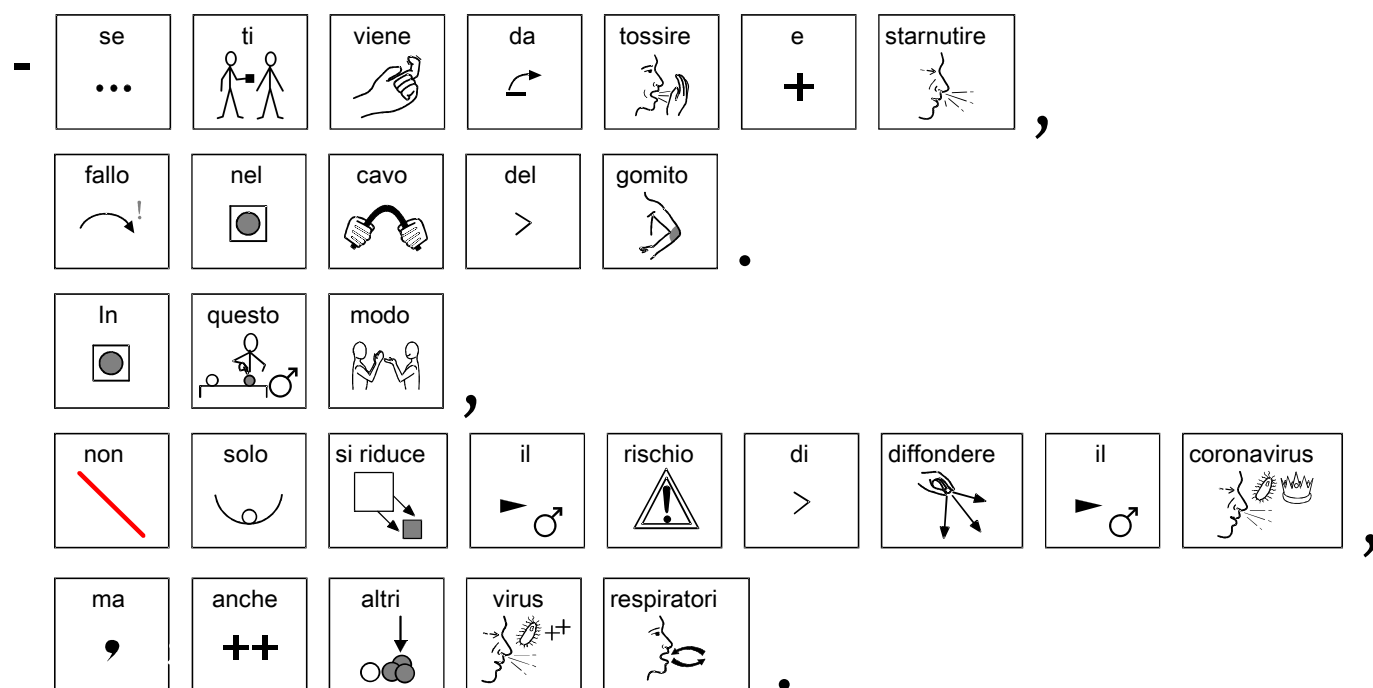 - se ti viene da tossire e starnutire ,
fallo nel cavo del gomito .
In questo modo ,
non solo si riduce il rischio di diffondere il coronavirus ,
ma anche altri virus respiratori .